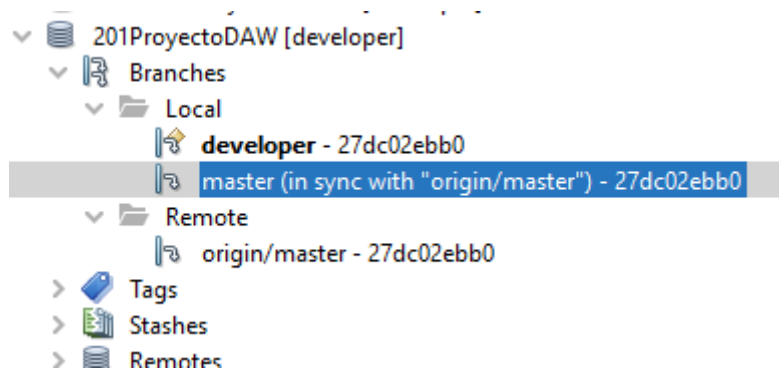 201ProyectoDAW [developer]
Branches
Local
developer - 27dc02ebb0
master (in sync with "origin/master") - 27dc02ebb0
Remote
origin/master - 27dc02ebb0
Tags
Stashes
Remotes